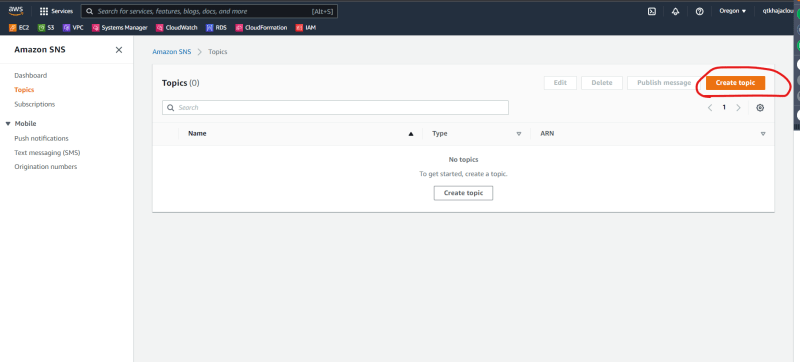 aws
Services
Search for services, features, blogs, docs, and more
[Alt+S]
Oregon
qtkhajaclou
EC2
S3
VPC
Systems Manager
CloudWatch
RDS
CloudFormation
IAM
Amazon SNS
Dashboard
Topics
Subscriptions
Mobile
Push notifications
Text messaging (SMS)
Origination numbers
Amazon SNS
Topics
Topics (0)
Edit
Delete
Publish message
Create topic
Search
1
Name
Type
ARN
No topics
To get started, create a topic.
Create topic